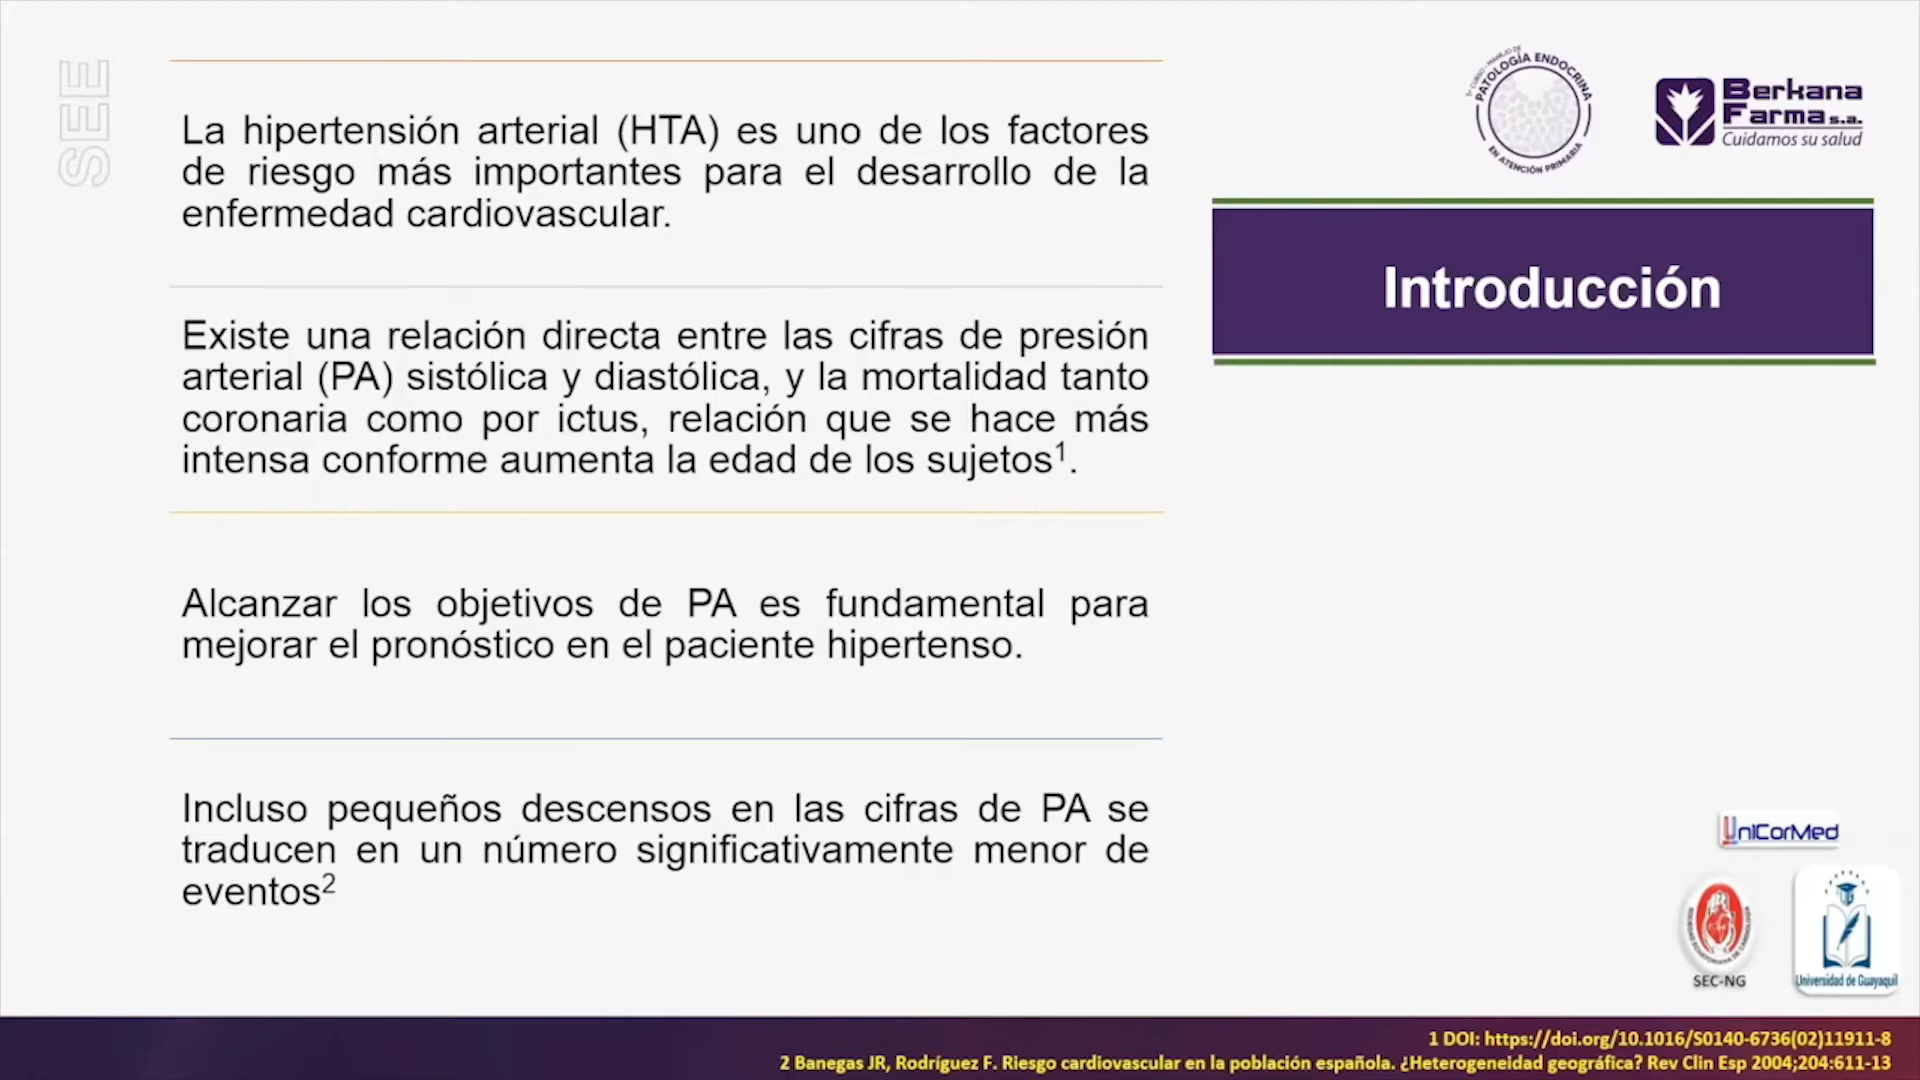 SEE
La hipertensión arterial (HTA) es uno de los factores
de riesgo más importantes para el desarrollo de la
enfermedad cardiovascular.
Existe una relación directa entre las cifras de presión
arterial (PA) sistólica y diastólica, y la mortalidad tanto
coronaria como por ictus, relación que se hace más
intensa conforme aumenta la edad de los sujetos¹.
Alcanzar los objetivos de PA es fundamental para
mejorar el pronóstico en el paciente hipertenso.
Incluso pequeños descensos en las cifras de PA se
traducen en un número significativamente menor de
eventos²
PATOLOGÍA ENDOCRINA
EN ATENCIÓN PRIMARIA
Berkana
Farma s.a.
Cuidamos su salud
Introducción
UniCorMed
SOCIEDAD ECUATORIANA DE CARDIOLOGÍA
SEC-NG
Universidad de Guayaquil
1 DOI: https://doi.org/10.1016/S0140-6736(02)11911-8
2 Banegas JR, Rodríguez F. Riesgo cardiovascular en la población española. ¿Heterogeneidad geográfica? Rev Clin Esp 2004;204:611-13